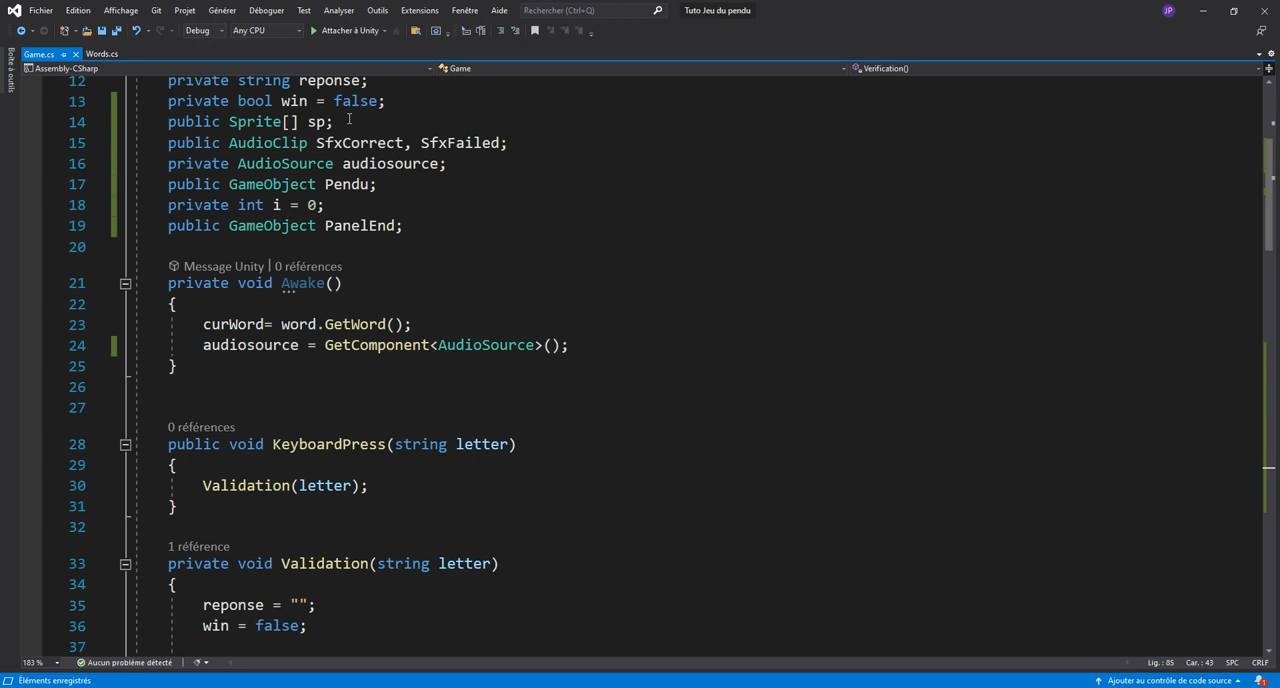 Fichier Edition Affichage Git Projet Générer Déboguer Test Analyser Outils Extensions Fenêtre Aide Rechercher (Ctrl+Q) Tuto Jeu du pendu JP
Debug Any CPU Attacher à Unity
Game.cs Words.cs
Boîte à outils
Assembly-CSharp Game Verification()
12 private string reponse;
13 private bool win = false;
14 public Sprite[] sp;
15 public AudioClip SfxCorrect, SfxFailed;
16 private AudioSource audiosource;
17 public GameObject Pendu;
18 private int i = 0;
19 public GameObject PanelEnd;
20
Message Unity | 0 références
21 private void Awake()
22 {
23 curWord= word.GetWord();
24 audiosource = GetComponent<AudioSource>();
25 }
26
27
0 références
28 public void KeyboardPress(string letter)
29 {
30 Validation(letter);
31 }
32
1 référence
33 private void Validation(string letter)
34 {
35 reponse = "";
36 win = false;
37
183 % Aucun problème détecté Lig. : 85 Car. : 43 SPC CRLF
Éléments enregistrés Ajouter au contrôle de code source 1